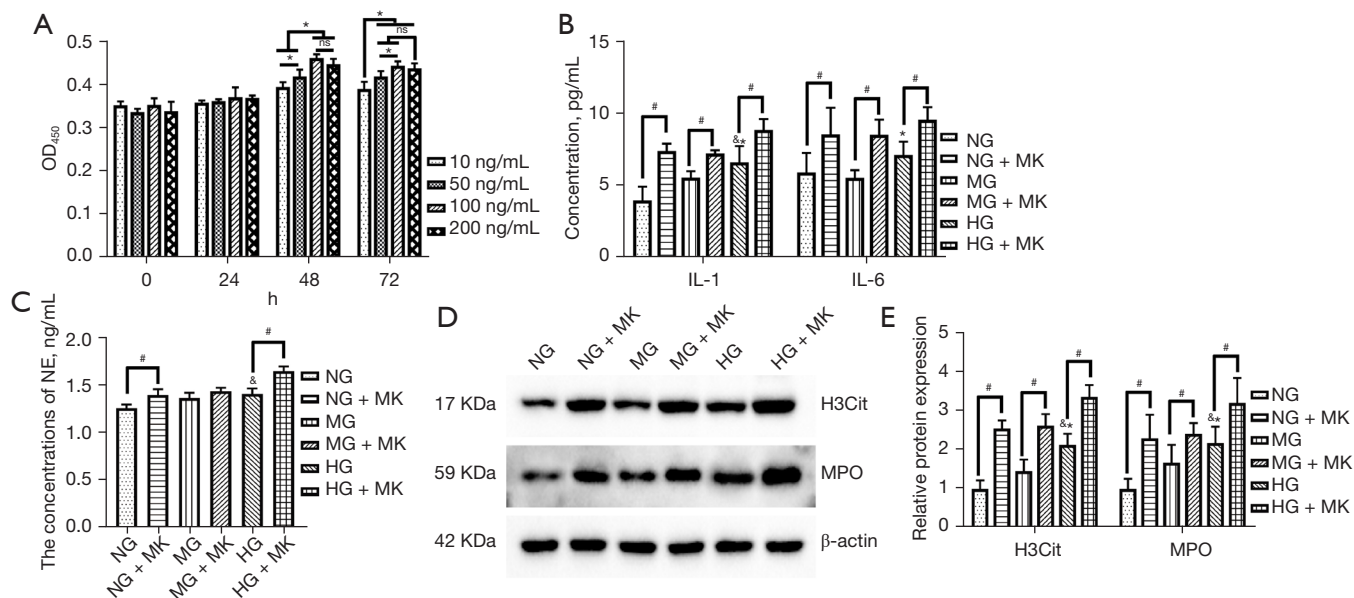 A
0.5
0.4
0.3
0.4
0.1
0.0
OD450
* * ns
* *
0 24 48 72
h
10 ng/mL
50 ng/mL
100 ng/mL
200 ng/mL
B
15
10
5
0
Concentration, pg/mL
# # &* # # # * #
IL-1 IL-6
NG
NG + MK
MG
MG + MK
HG
HG + MK
C
2.0
1.5
1.0
0.5
0.0
The concentrations of NE, ng/mL
# & #
NG NG + MK MG MG + MK HG HG + MK
NG
NG + MK
MG
MG + MK
HG
HG + MK
D
NG NG + MK MG MG + MK HG HG + MK
17 KDa H3Cit
59 KDa MPO
42 KDa β-actin
E
5
4
3
2
1
0
Relative protein expression
# # &* # # # &* #
H3Cit MPO
NG
NG + MK
MG
MG + MK
HG
HG + MK